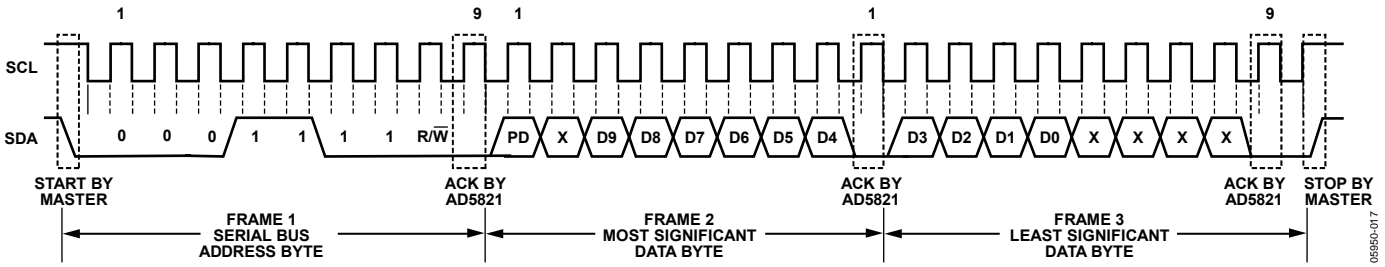 1 9 1 1 9
SCL
SDA 0 0 0 1 1 1 1 R/W̅ PD X D9 D8 D7 D6 D5 D4 D3 D2 D1 D0 X X X X
START BY
MASTER
ACK BY
AD5821
ACK BY
AD5821
ACK BY
AD5821
STOP BY
MASTER
FRAME 1
SERIAL BUS
ADDRESS BYTE
FRAME 2
MOST SIGNIFICANT
DATA BYTE
FRAME 3
LEAST SIGNIFICANT
DATA BYTE
05950-017